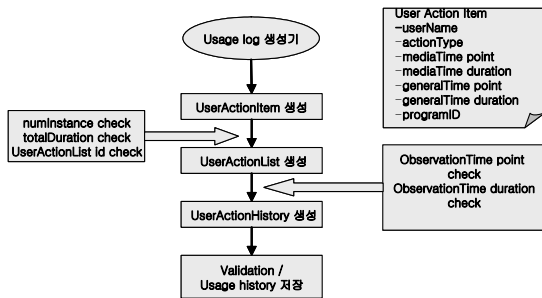 Usage log 생성기
User Action Item
-userName
-actionType
-mediaTime point
-mediaTime duration
-generalTime point
-generalTime duration
-programID
UserActionItem 생성
numInstance check
totalDuration check
UserActionList id check
UserActionList 생성
ObservationTime point
check
ObservationTime duration
check
UserActionHistory 생성
Validation /
Usage history 저장